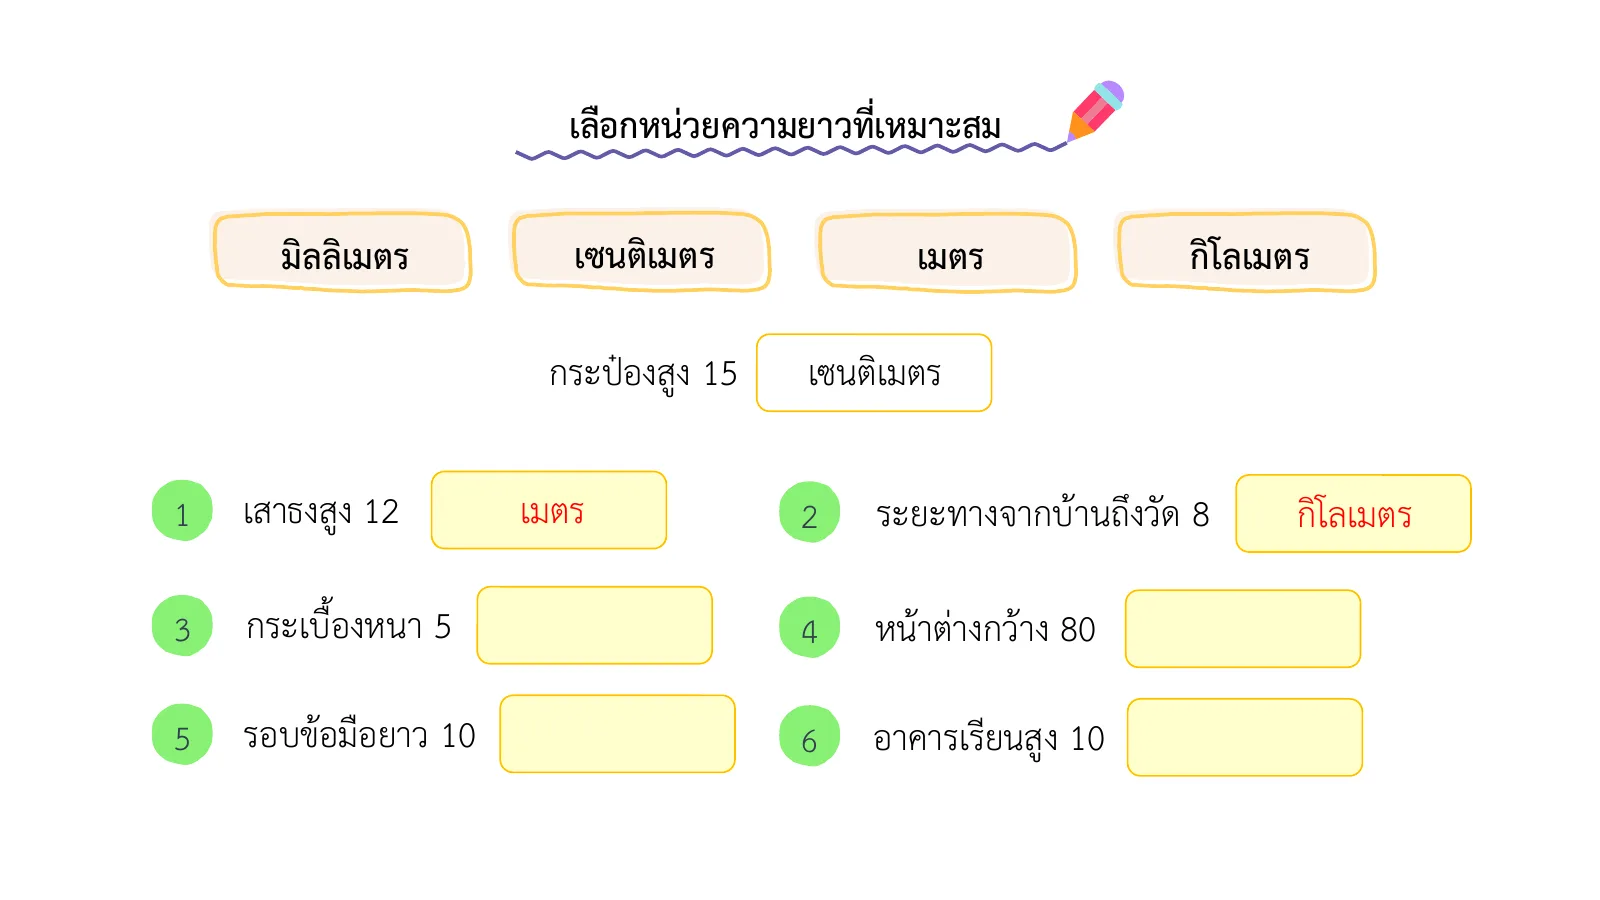 เลือกหน่วยความยาวที่เหมาะสม
มิลลิเมตร เซนติเมตร เมตร กิโลเมตร
กระป๋องสูง 15 เซนติเมตร
1 เสาธงสูง 12 เมตร
2 ระยะทางจากบ้านถึงวัด 8 กิโลเมตร
3 กระเบื้องหนา 5
4 หน้าต่างกว้าง 80
5 รอบข้อมือยาว 10
6 อาคารเรียนสูง 10